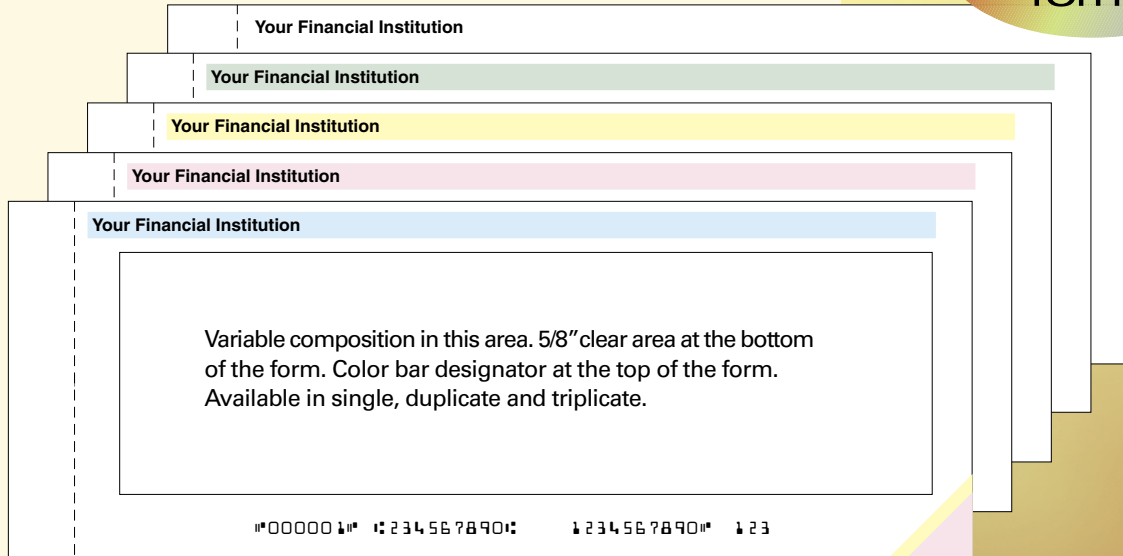 Your Financial Institution
Your Financial Institution
Your Financial Institution
Your Financial Institution
Your Financial Institution
Variable composition in this area. 5/8” clear area at the bottom
of the form. Color bar designator at the top of the form.
Available in single, duplicate and triplicate.
⑈000001⑈ ⑆234567890⑆ 1234567890⑈ 123